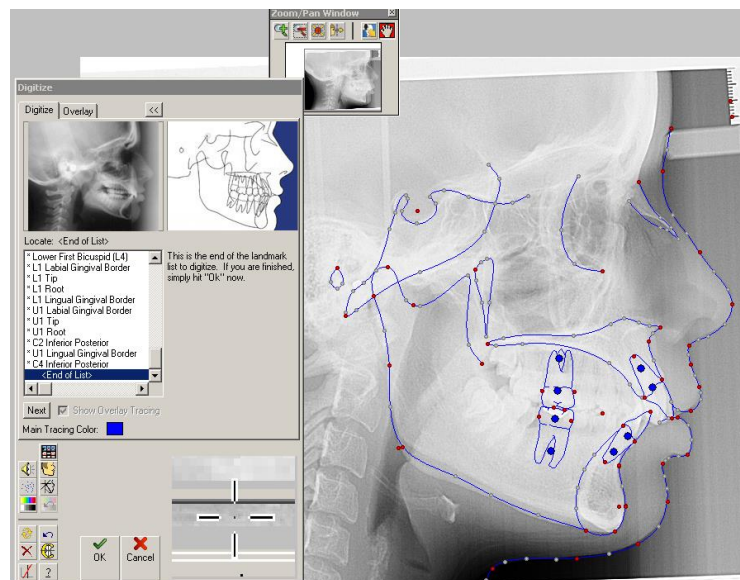 Zoom/Pan Window
Digitize
Digitize
Overlay
<<
Locate: <End of List>
* Lower First Bicuspid (L4)
* L1 Labial Gingival Border
* L1 Tip
* L1 Root
* L1 Lingual Gingival Border
* U1 Labial Gingival Border
* U1 Tip
* U1 Root
* C2 Inferior Posterior
* U1 Lingual Gingival Border
* C4 Inferior Posterior
<End of List>
This is the end of the landmark
list to digitize. If you are finished,
simply hit "Ok" now.
Next
Show Overlay Tracing
Main Tracing Color:
OK
Cancel
?